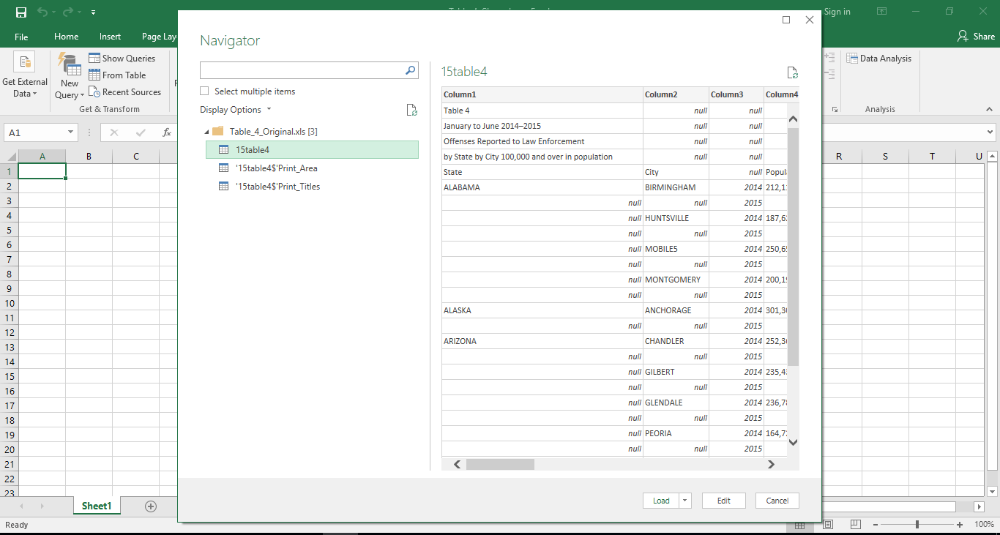 Sign in
File Home Insert Page Lay
Share
Get External
Data
New
Query
Show Queries
From Table
Recent Sources
Get & Transform
Data Analysis
Analysis
A1
fx
A B C
R S T U
1
2
3
4
5
6
7
8
9
10
11
12
13
14
15
16
17
18
19
20
21
22
23
Navigator
Select multiple items
Display Options
Table_4_Original.xls [3]
15table4
'15table4$'Print_Area
'15table4$'Print_Titles
15table4
Column1 Column2 Column3 Column4
Table 4 null null
January to June 2014–2015 null null
Offenses Reported to Law Enforcement null null
by State by City 100,000 and over in population null null
State City null Popul
ALABAMA BIRMINGHAM 2014 212,1
null null 2015
null HUNTSVILLE 2014 187,6
null null 2015
null MOBILE5 2014 250,6
null null 2015
null MONTGOMERY 2014 200,1
null null 2015
ALASKA ANCHORAGE 2014 301,3
null null 2015
ARIZONA CHANDLER 2014 252,3
null null 2015
null GILBERT 2014 235,4
null null 2015
null GLENDALE 2014 236,7
null null 2015
null PEORIA 2014 164,7
null null 2015
Load Edit Cancel
Sheet1
Ready
100%